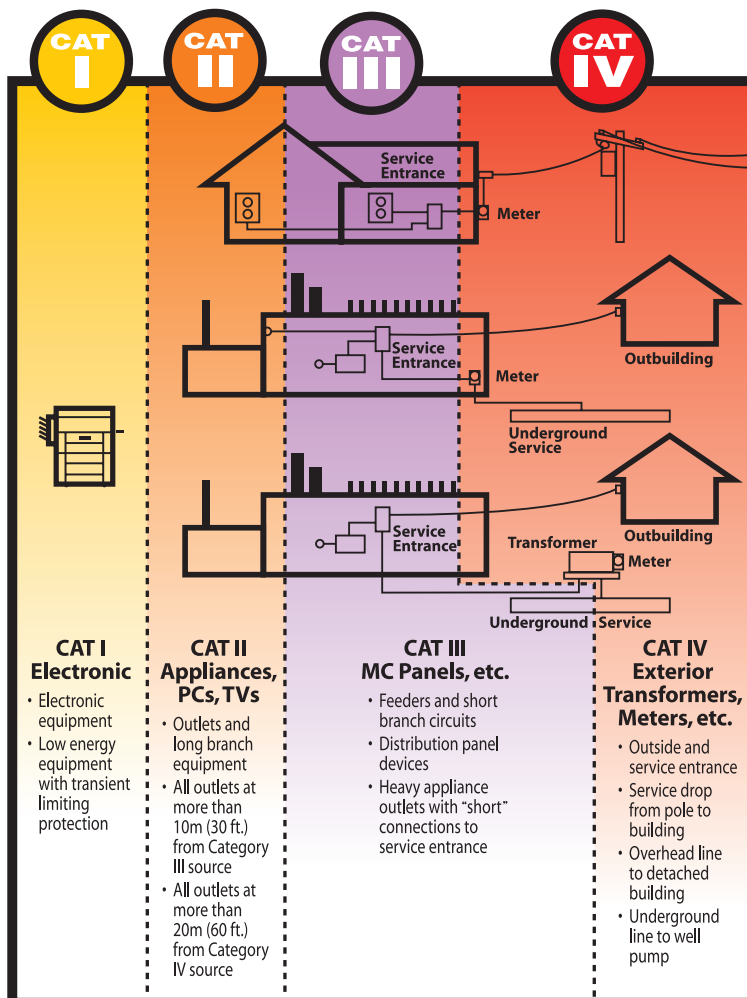 CAT
I
CAT
II
CAT
III
CAT
IV
Service
Entrance
Meter
Service
Entrance
Meter
Outbuilding
Underground
Service
Service
Entrance
Transformer
Meter
Outbuilding
Underground Service
CAT I
Electronic
• Electronic
equipment
• Low energy
equipment
with transient
limiting
protection
CAT II
Appliances,
PCs, TVs
• Outlets and
long branch
equipment
• All outlets at
more than
10m (30 ft.)
from Category
III source
• All outlets at
more than
20m (60 ft.)
from Category
IV source
CAT III
MC Panels, etc.
• Feeders and short
branch circuits
• Distribution panel
devices
• Heavy appliance
outlets with “short”
connections to
service entrance
CAT IV
Exterior
Transformers,
Meters, etc.
• Outside and
service entrance
• Service drop
from pole to
building
• Overhead line
to detached
building
• Underground
line to well
pump